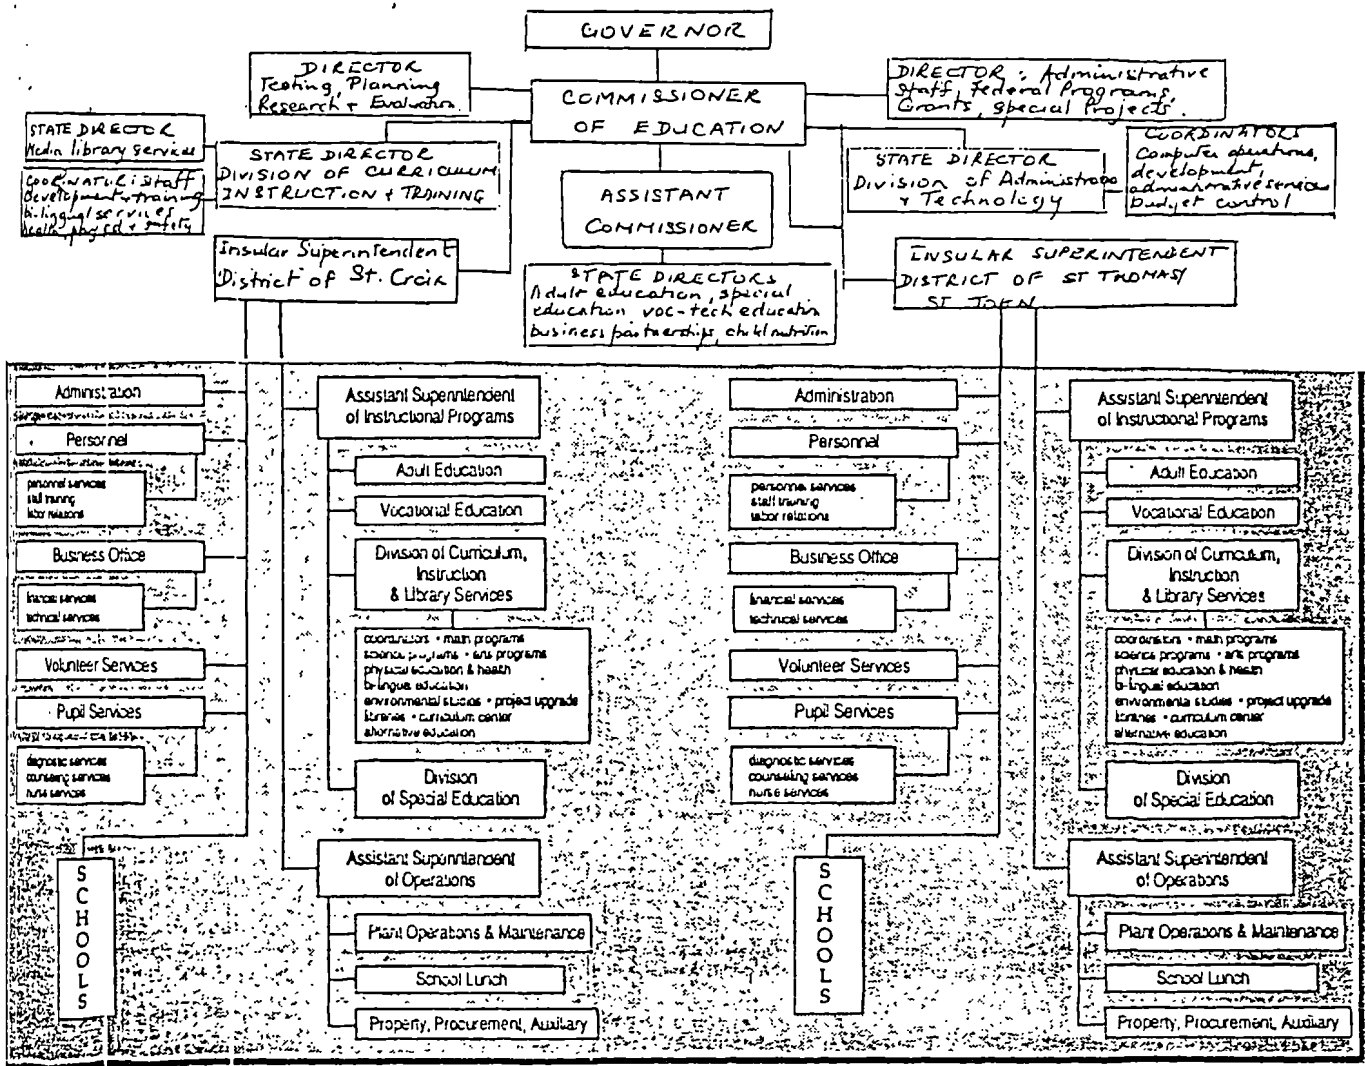 GOVERNOR
DIRECTOR
Testing, Planning
Research + Evaluation
COMMISSIONER
OF EDUCATION
DIRECTOR : Administrative
Staff, federal Programs,
Grants, special Projects.
STATE DIRECTOR
Media library services
STATE DIRECTOR
DIVISION OF CURRICULUM
INSTRUCTION + TRAINING
COORDINATORS
Computer operations,
development,
administrative services
budget control
STATE DIRECTOR
Division of Administration
+ Technology
Staff
development + training
bi-lingual services
health, phys ed + safety
ASSISTANT
COMMISSIONER
Insular Superintendent
District of St. Croix
STATE DIRECTORS
Adult education, special
education voc-tech education
business partnerships, child nutrition
INSULAR SUPERINTENDENT
DISTRICT OF ST THOMAS/
ST JOHN
Administration
Personnel
personnel services
staff training
labor relations
Business Office
financial services
technical services
Volunteer Services
Pupil Services
diagnostic services
counseling services
nurse services
SCHOOLS
Assistant Superintendent
of Instructional Programs
Adult Education
Vocational Education
Division of Curriculum,
Instruction
& Library Services
coordinators • math programs
science programs • arts programs
physical education & health
bi-lingual education
environmental studies • project upgrade
libraries • curriculum center
alternative education
Division
of Special Education
Assistant Superintendent
of Operations
Plant Operations & Maintenance
School Lunch
Property, Procurement, Auxiliary
Administration
Personnel
personnel services
staff training
labor relations
Business Office
financial services
technical services
Volunteer Services
Pupil Services
diagnostic services
counseling services
nurse services
SCHOOLS
Assistant Superintendent
of Instructional Programs
Adult Education
Vocational Education
Division of Curriculum,
Instruction
& Library Services
coordinators • math programs
science programs • arts programs
physical education & health
bi-lingual education
environmental studies • project upgrade
libraries • curriculum center
alternative education
Division
of Special Education
Assistant Superintendent
of Operations
Plant Operations & Maintenance
School Lunch
Property, Procurement, Auxiliary